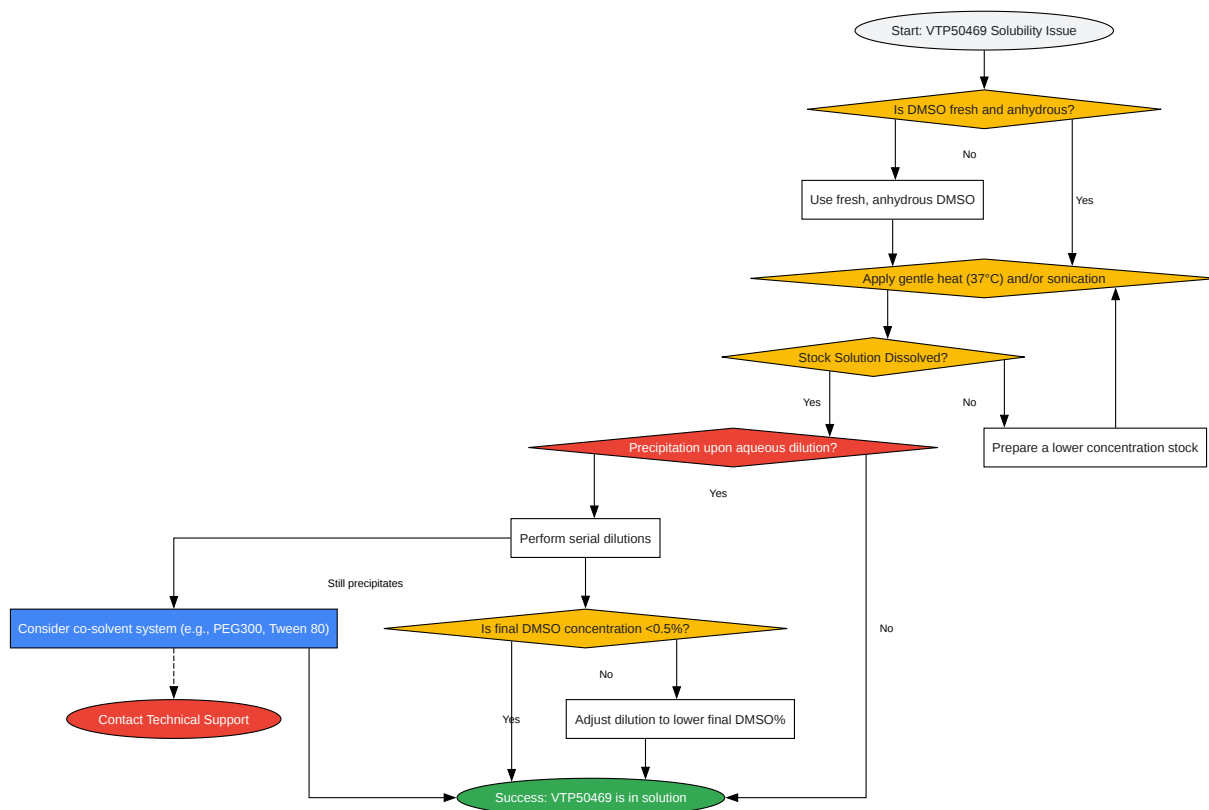 Start: VTP50469 Solubility Issue
Is DMSO fresh and anhydrous?
No
Use fresh, anhydrous DMSO
Yes
Apply gentle heat (37°C) and/or sonication
Stock Solution Dissolved?
Yes
No
Precipitation upon aqueous dilution?
Prepare a lower concentration stock
Yes
Perform serial dilutions
Still precipitates
Consider co-solvent system (e.g., PEG300, Tween 80)
Is final DMSO concentration <0.5%?
No
No
Contact Technical Support
Yes
Adjust dilution to lower final DMSO%
Success: VTP50469 is in solution